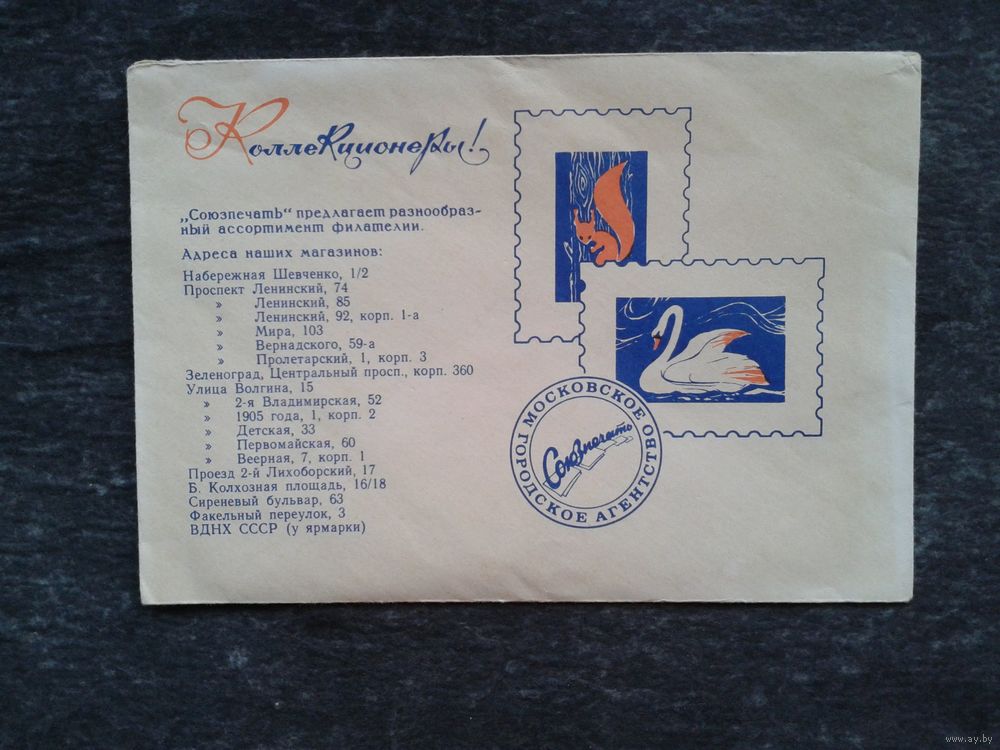 Коллекционеры!
„Союзпечать“ предлагает разнообраз-
ный ассортимент филателии.
Адреса наших магазинов:
Набережная Шевченко, 1/2
Проспект Ленинский, 74
» Ленинский, 85
» Ленинский, 92, корп. 1-а
» Мира, 103
» Вернадского, 59-а
» Пролетарский, 1, корп. 3
Зеленоград, Центральный просп., корп. 360
Улица Волгина, 15
» 2-я Владимирская, 52
» 1905 года, 1, корп. 2
» Детская, 33
» Первомайская, 60
» Веерная, 7, корп. 1
Проезд 2-й Лихоборский, 17
Б. Колхозная площадь, 16/18
Сиреневый бульвар, 63
Факельный переулок, 3
ВДНХ СССР (у ярмарки)
МОСКОВСКОЕ ГОРОДСКОЕ АГЕНТСТВО
Союзпечать
www.ay.by